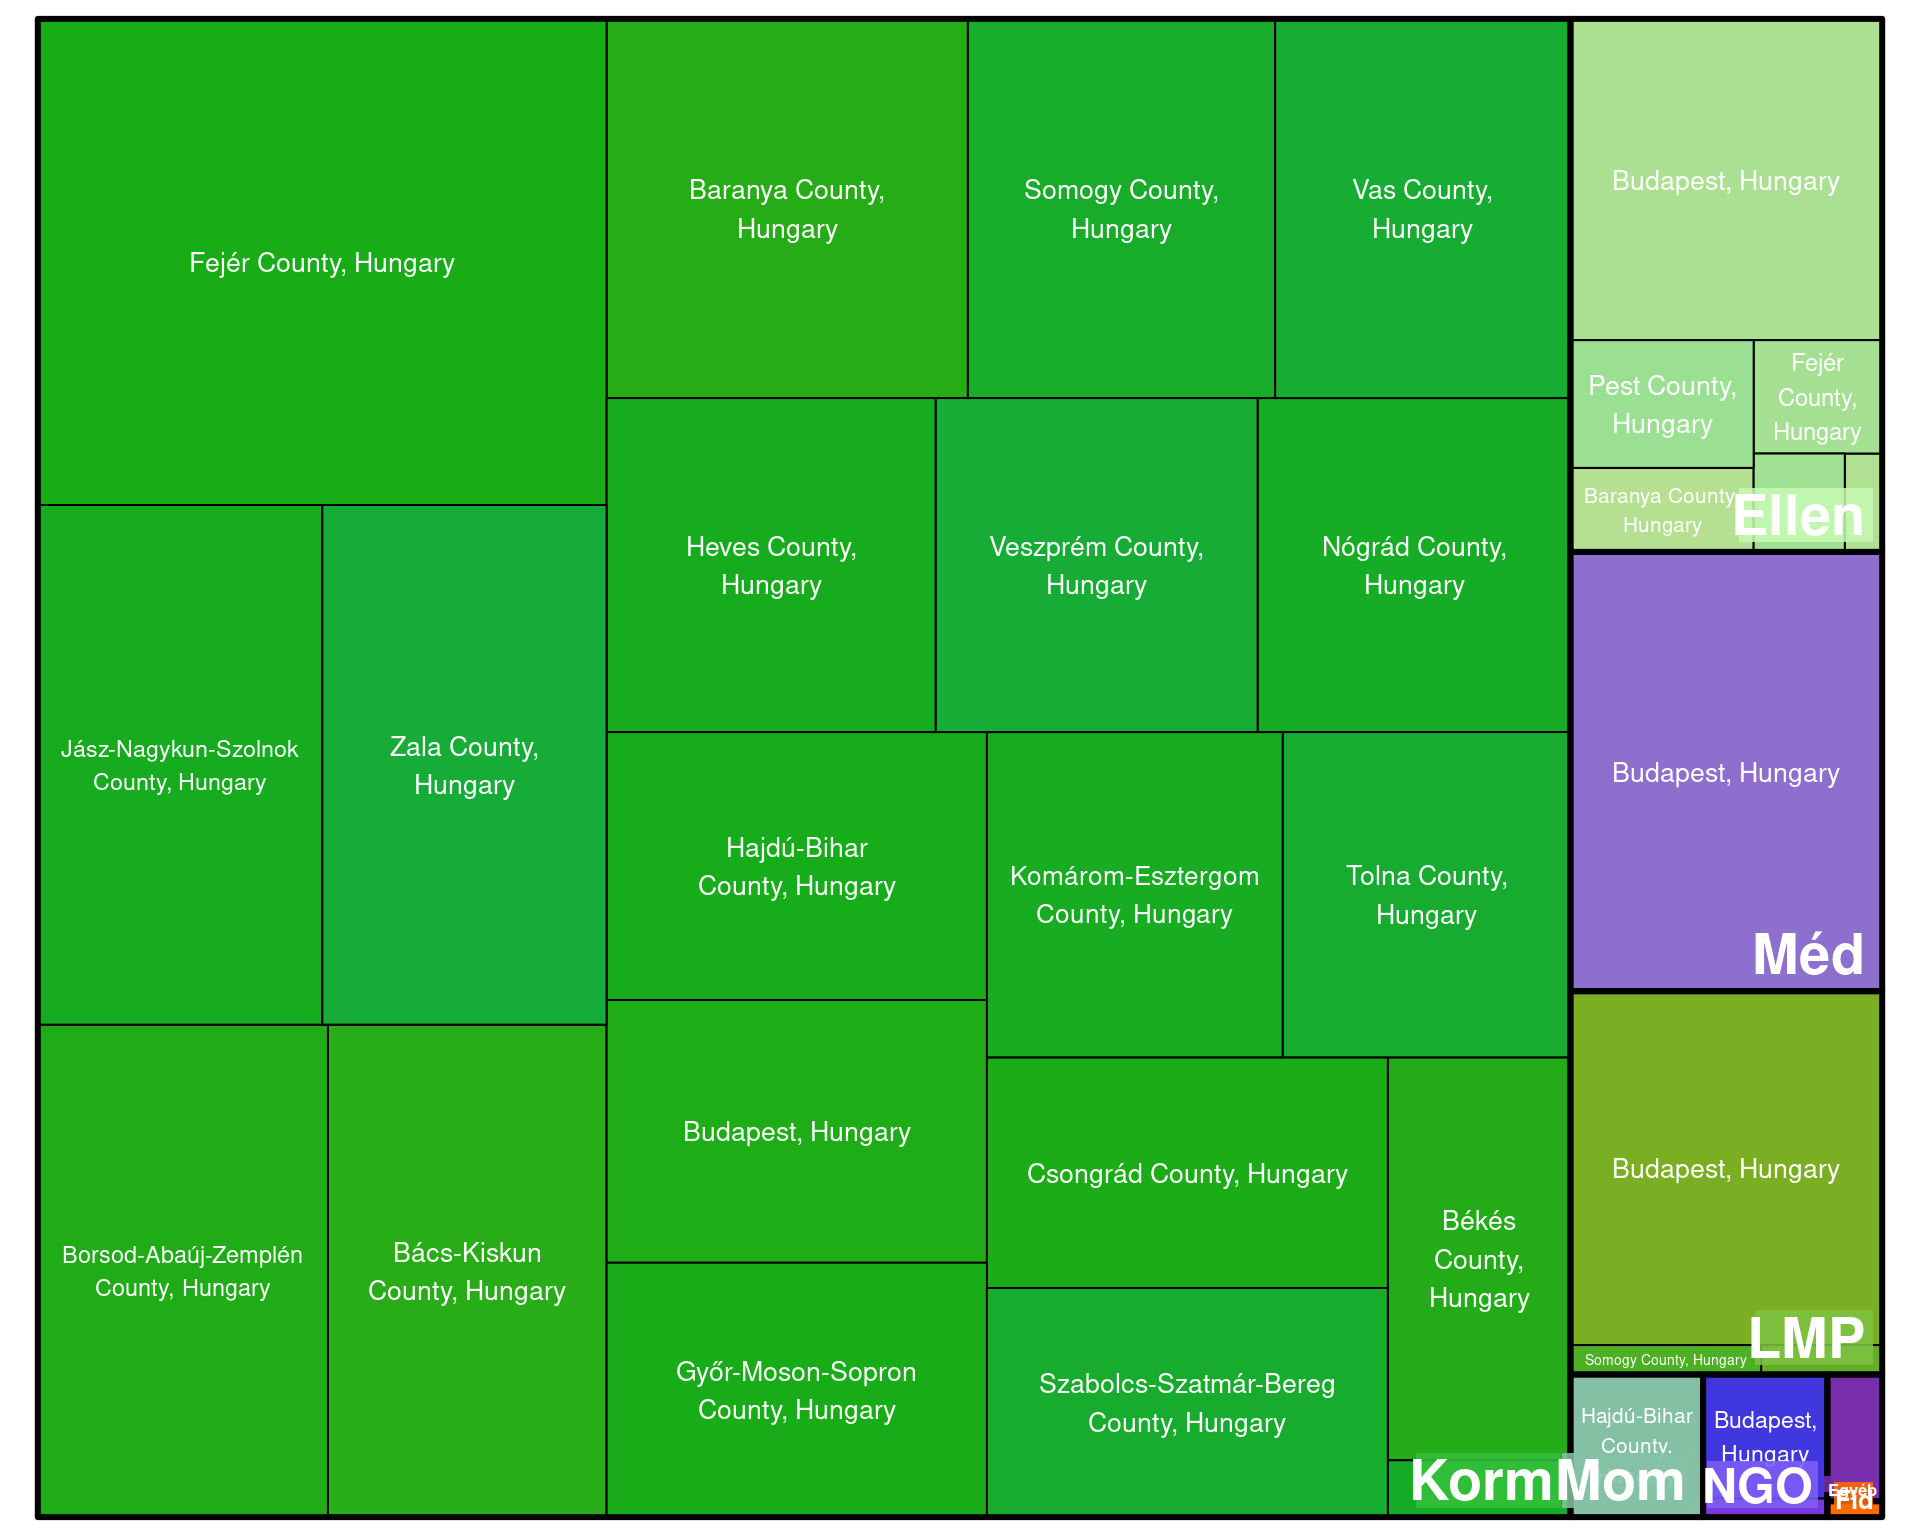 Fejér County, Hungary
Baranya County,
Hungary
Somogy County,
Hungary
Vas County,
Hungary
Budapest, Hungary
Pest County,
Hungary
Fejér
County,
Hungary
Baranya County
Hungary
Ellen
Jász-Nagykun-Szolnok
County, Hungary
Zala County,
Hungary
Heves County,
Hungary
Veszprém County,
Hungary
Nógrád County,
Hungary
Budapest, Hungary
Méd
Hajdú-Bihar
County, Hungary
Komárom-Esztergom
County, Hungary
Tolna County,
Hungary
Borsod-Abaúj-Zemplén
County, Hungary
Bács-Kiskun
County, Hungary
Budapest, Hungary
Csongrád County, Hungary
Békés
County,
Hungary
Budapest, Hungary
LMP
Somogy County, Hungary
Győr-Moson-Sopron
County, Hungary
Szabolcs-Szatmár-Bereg
County, Hungary
Korm
Hajdú-Bihar
County.
Mom
Budapest,
Hungary
NGO
Egyéb
Fid